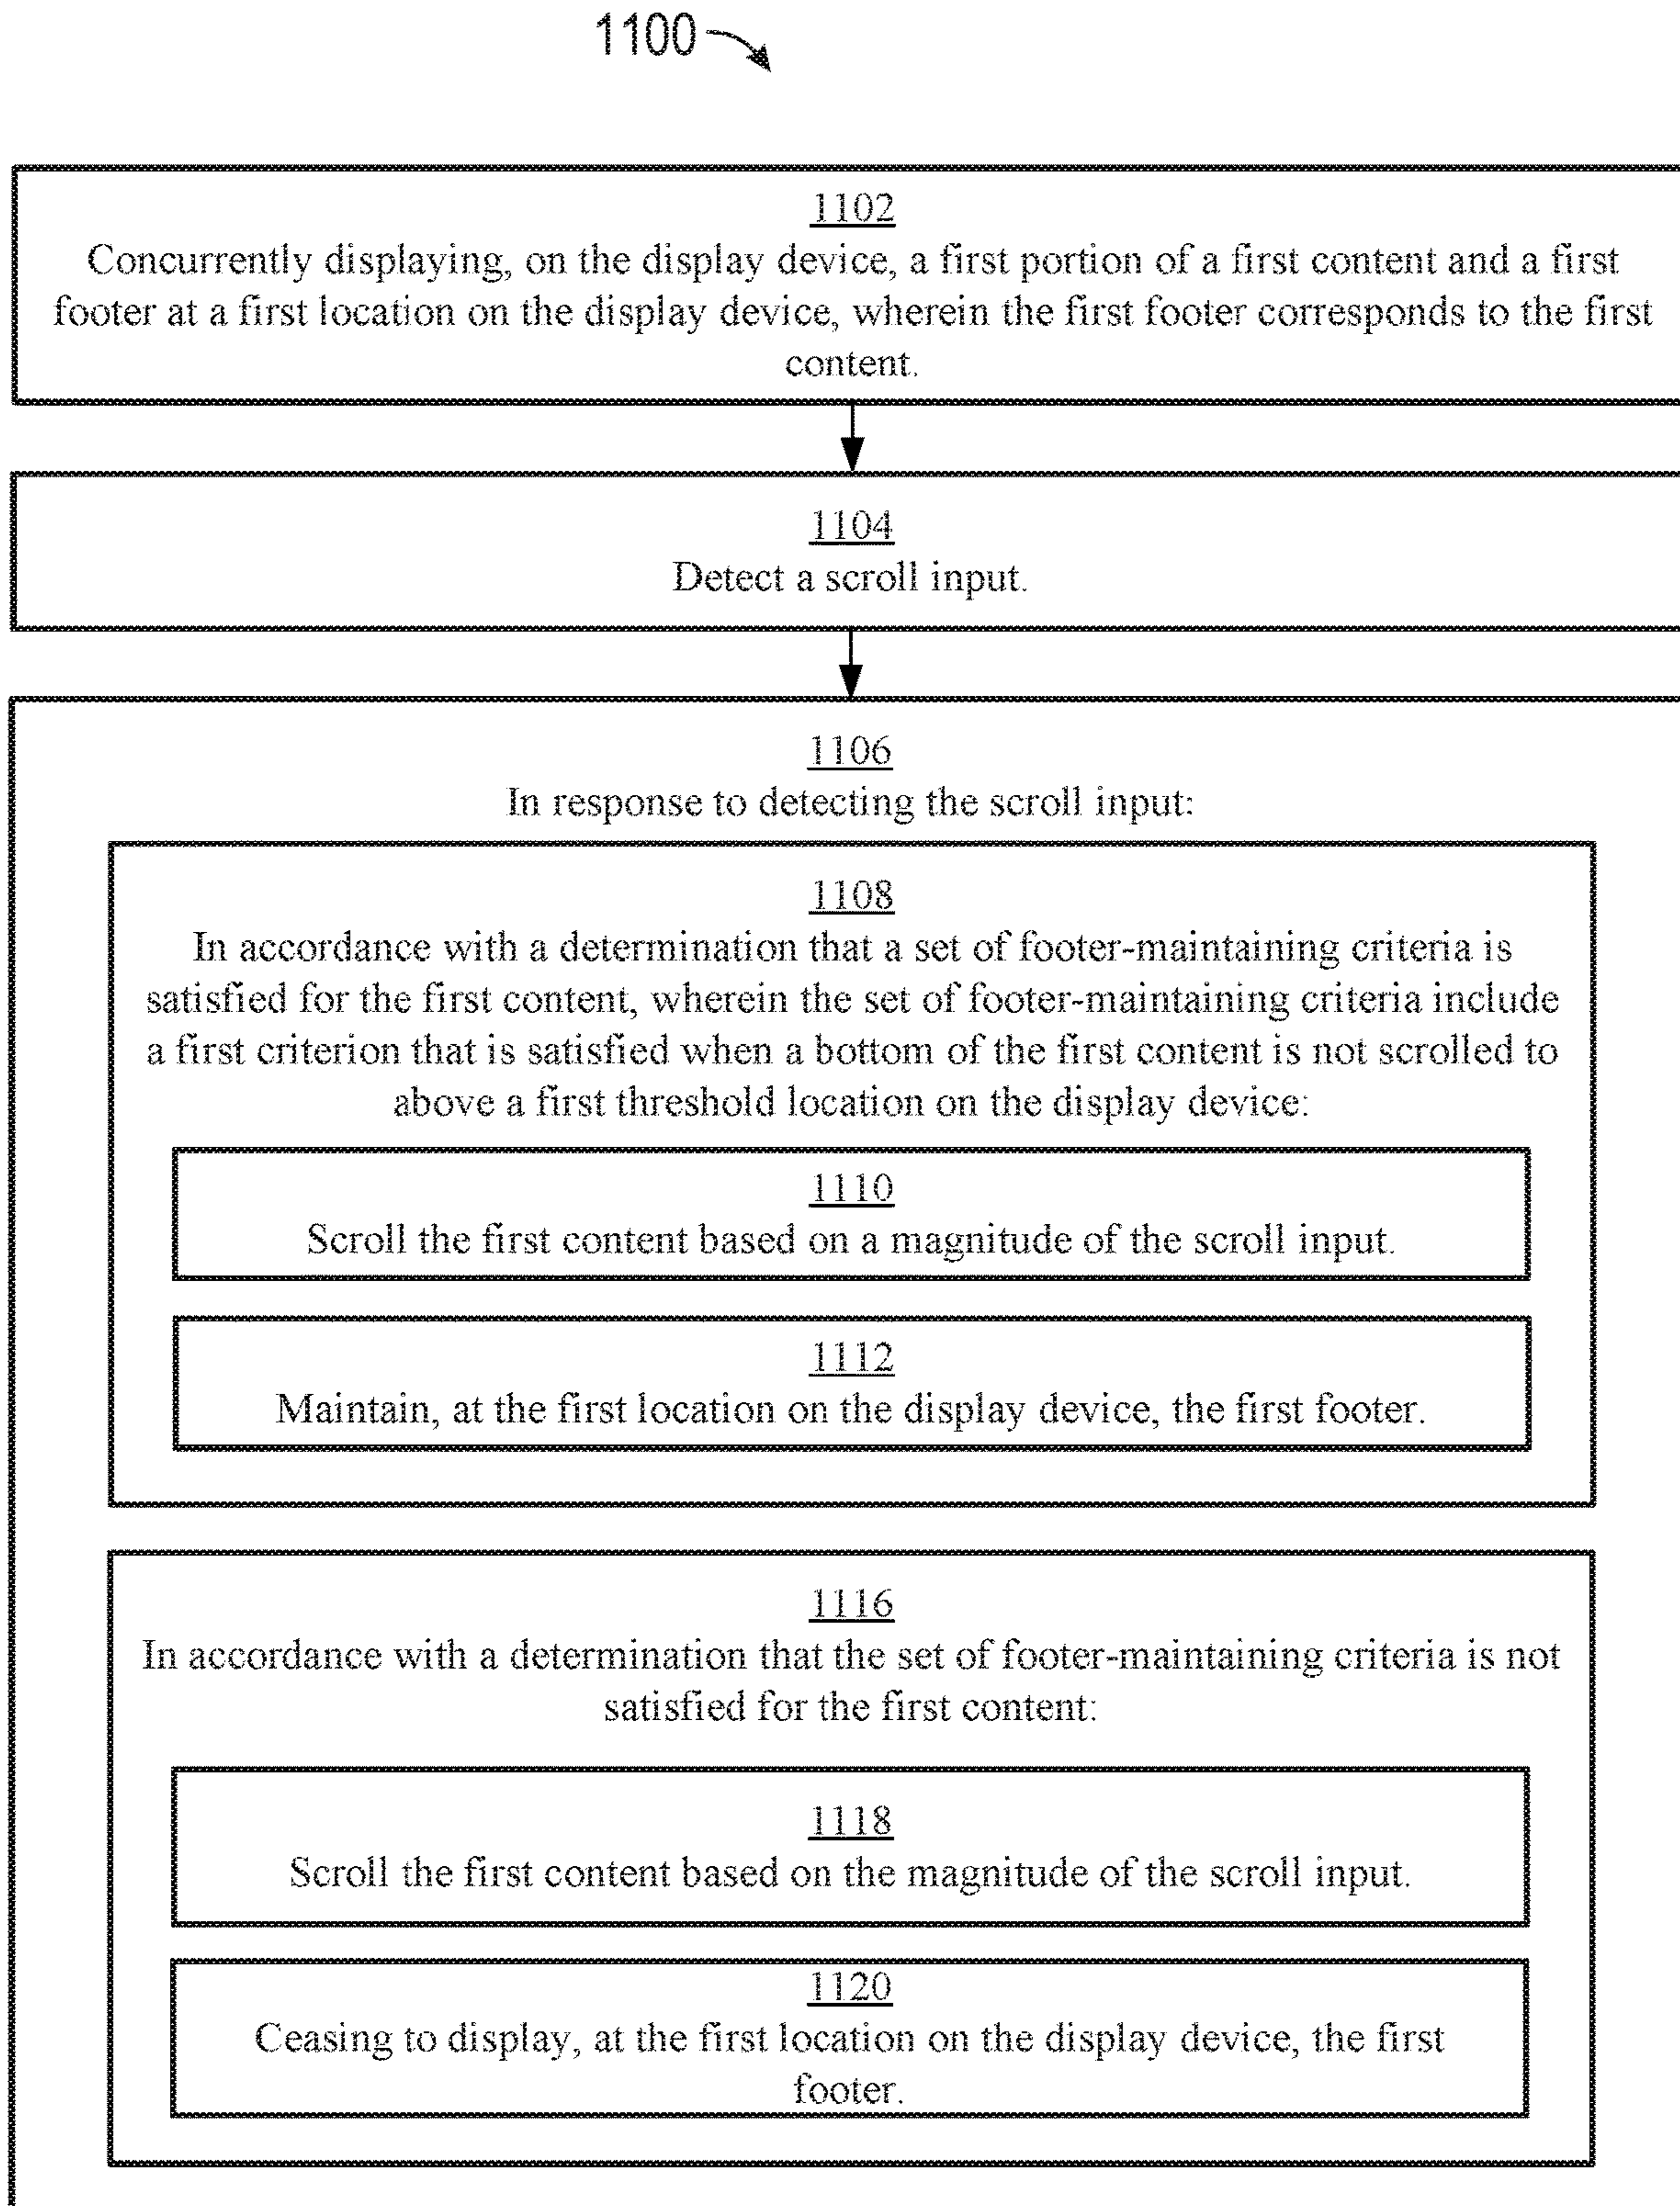 1100
1102
Concurrently displaying, on the display device, a first portion of a first content and a first
footer at a first location on the display device, wherein the first footer corresponds to the first
content.
1104
Detect a scroll input.
1106
In response to detecting the scroll input:
1108
In accordance with a determination that a set of footer-maintaining criteria is
satisfied for the first content, wherein the set of footer-maintaining criteria include
a first criterion that is satisfied when a bottom of the first content is not scrolled to
above a first threshold location on the display device:
1110
Scroll the first content based on a magnitude of the scroll input.
1112
Maintain, at the first location on the display device, the first footer.
1116
In accordance with a determination that the set of footer-maintaining criteria is not
satisfied for the first content:
1118
Scroll the first content based on the magnitude of the scroll input.
1120
Ceasing to display, at the first location on the display device, the first
footer.